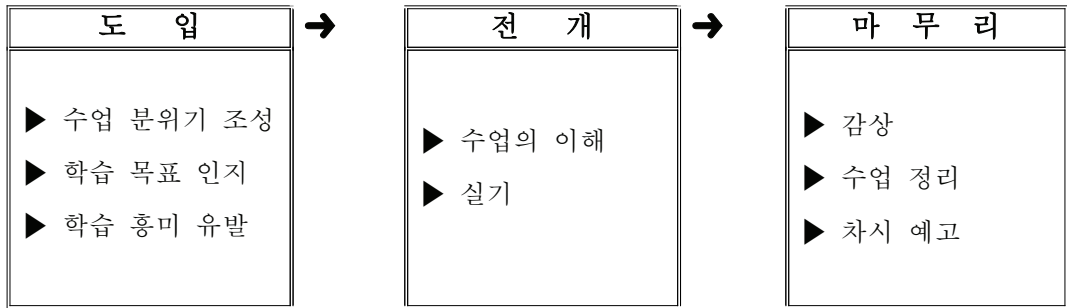 도 입
➜
전 개
➜
마 무 리
▶ 수업 분위기 조성
▶ 학습 목표 인지
▶ 학습 흥미 유발
▶ 수업의 이해
▶ 실기
▶ 감상
▶ 수업 정리
▶ 차시 예고